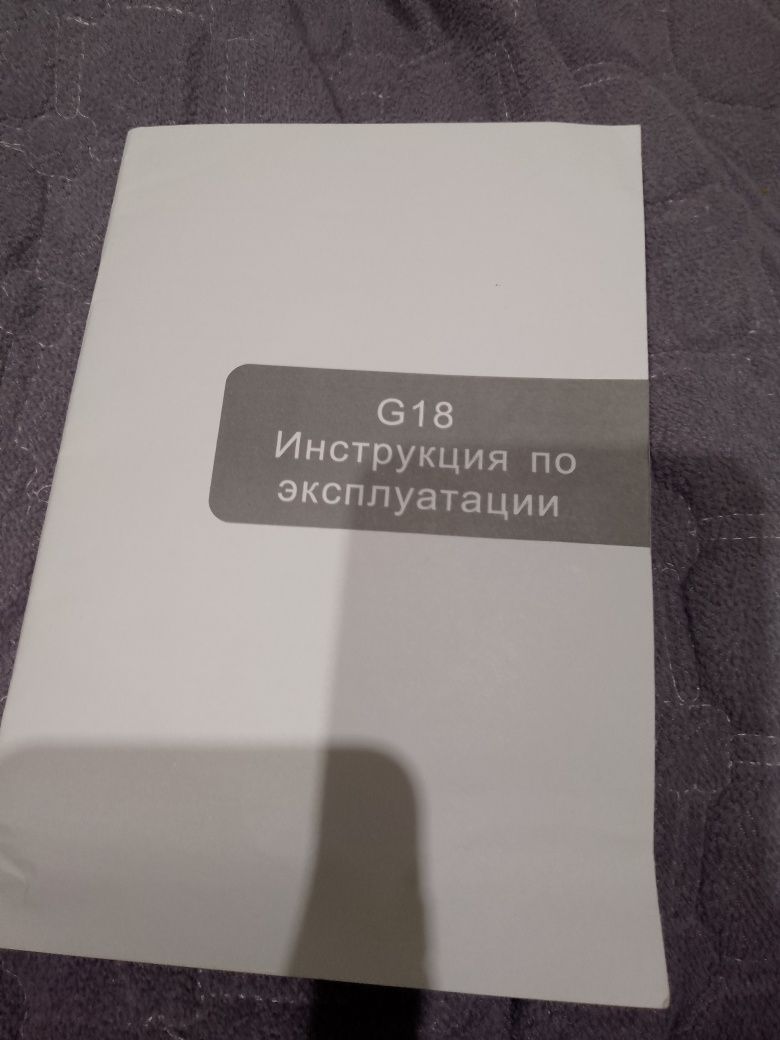 G18
Инструкция по
эксплуатации